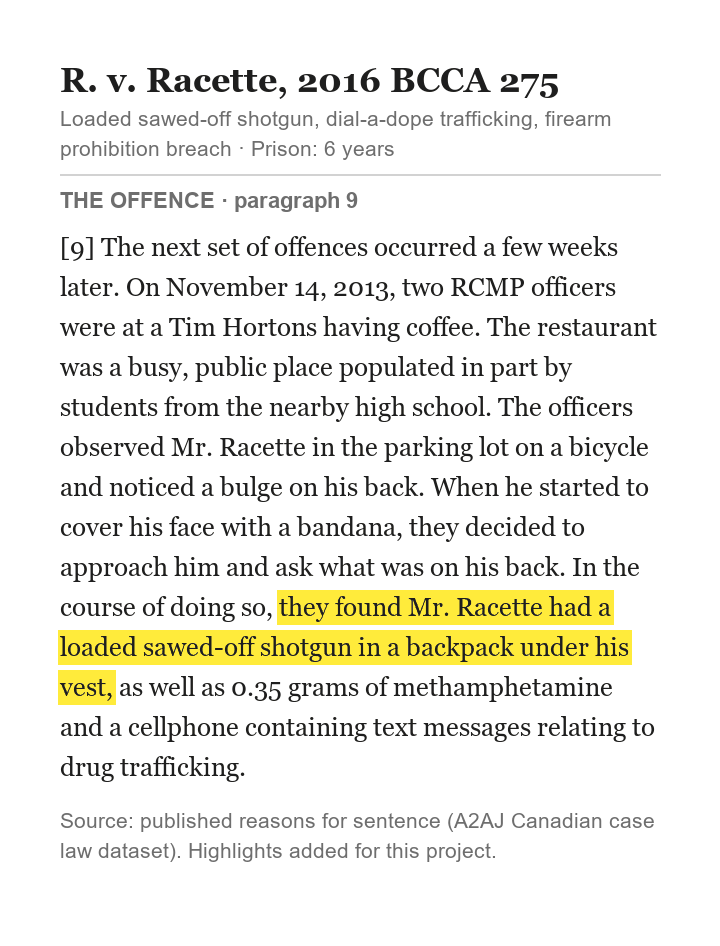 R. v. Racette, 2016 BCCA 275
Loaded sawed-off shotgun, dial-a-dope trafficking, firearm
prohibition breach · Prison: 6 years
THE OFFENCE · paragraph 9
[9] The next set of offences occurred a few weeks
later. On November 14, 2013, two RCMP officers
were at a Tim Hortons having coffee. The restaurant
was a busy, public place populated in part by
students from the nearby high school. The officers
observed Mr. Racette in the parking lot on a bicycle
and noticed a bulge on his back. When he started to
cover his face with a bandana, they decided to
approach him and ask what was on his back. In the
course of doing so, they found Mr. Racette had a
loaded sawed-off shotgun in a backpack under his
vest, as well as 0.35 grams of methamphetamine
and a cellphone containing text messages relating to
drug trafficking.
Source: published reasons for sentence (A2AJ Canadian case
law dataset). Highlights added for this project.